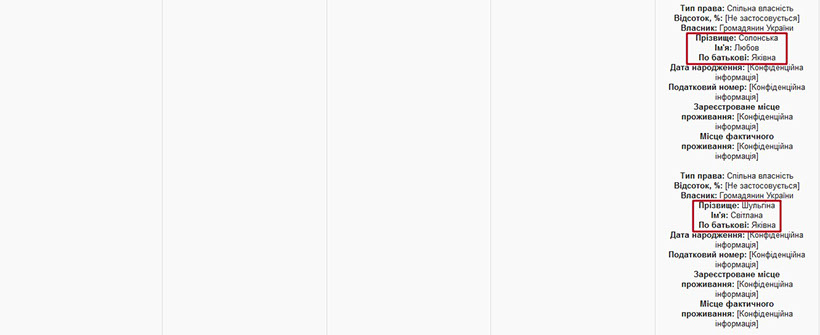 Тип права: Спільна власність
Відсоток, %: [Не застосовується]
Власник: Громадянин України
Прізвище: Солонська
Ім'я: Любов
По батькові: Яківна
Дата народження: [Конфіденційна
інформація]
Податковий номер: [Конфіденційна
інформація]
Зареєстроване місце
проживання: [Конфіденційна
інформація]
Місце фактичного
проживання: [Конфіденційна
інформація]
Тип права: Спільна власність
Відсоток, %: [Не застосовується]
Власник: Громадянин України
Прізвище: Шульгіна
Ім'я: Світлана
По батькові: Яківна
Дата народження: [Конфіденційна
інформація]
Податковий номер: [Конфіденційна
інформація]
Зареєстроване місце
проживання: [Конфіденційна
інформація]
Місце фактичного
проживання: [Конфіденційна
інформація]